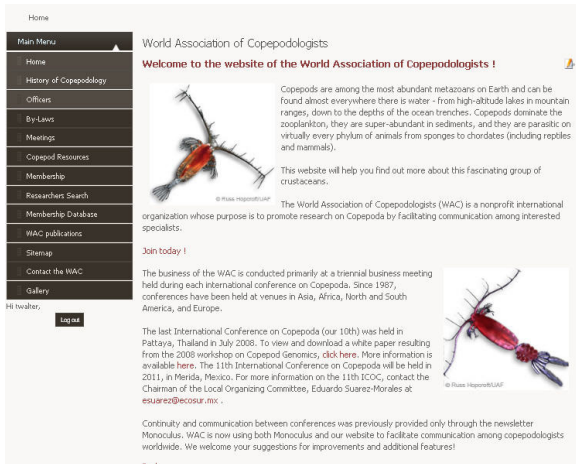 Home
Main Menu
Home
History of Copepodology
Officers
By-Laws
Meetings
Copepod Resources
Membership
Researchers Search
Membership Database
WAC publications
Sitemap
Contact the WAC
Gallery
Hi twalter,
Log out
World Association of Copepodologists
Welcome to the website of the World Association of Copepodologists !
Copepods are among the most abundant metazoans on Earth and can be
found almost everywhere there is water - from high-altitude lakes in mountain
ranges, down to the depths of the ocean trenches. Copepods dominate the
zooplankton, they are super-abundant in sediments, and they are parasitic on
virtually every phylum of animals from sponges to chordates (including reptiles
and mammals).
This website will help you find out more about this fascinating group of
crustaceans.
© Russ Hopcroft/UAF
The World Association of Copepodologists (WAC) is a nonprofit international
organization whose purpose is to promote research on Copepoda by facilitating communication among interested
specialists.
Join today !
The business of the WAC is conducted primarily at a triennial business meeting
held during each international conference on Copepoda. Since 1987,
conferences have been held at venues in Asia, Africa, North and South
America, and Europe.
The last International Conference on Copepoda (our 10th) was held in
Pattaya, Thailand in July 2008. To view and download a white paper resulting
from the 2008 workshop on Copepod Genomics, click here. More information is
available here. The 11th International Conference on Copepoda will be held in
2011, in Merida, Mexico. For more information on the 11th ICOC, contact the
Chairman of the Local Organizing Committee, Eduardo Suarez-Morales at
esuarez@ecosur.mx .
© Russ Hopcroft/UAF
Continuity and communication between conferences was previously provided only through the newsletter
Monoculus. WAC is now using both Monoculus and our website to facilitate communication among copepodologists
worldwide. We welcome your suggestions for improvements and additional features!